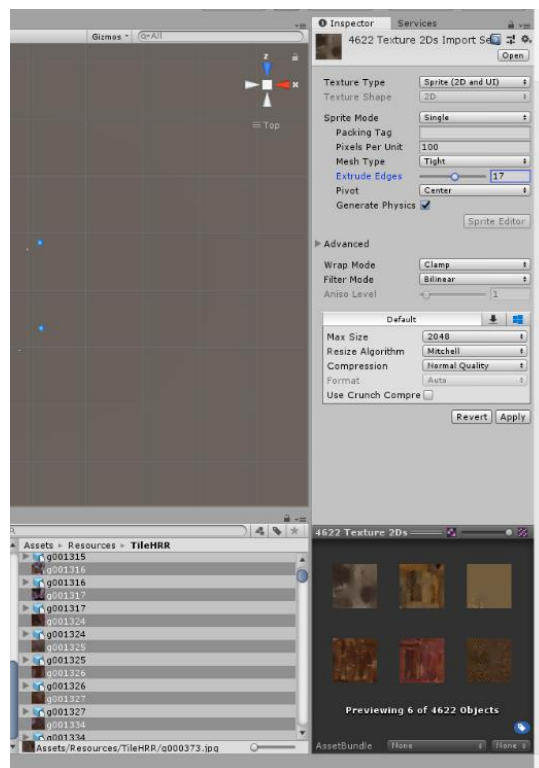 Inspector Services
Gizmos Q▾All
4622 Texture 2Ds Import Se
Open
z
x
Top
Texture Type Sprite (2D and UI)
Texture Shape 2D
Sprite Mode Single
Packing Tag
Pixels Per Unit 100
Mesh Type Tight
Extrude Edges 17
Pivot Center
Generate Physics
Sprite Editor
Advanced
Wrap Mode Clamp
Filter Mode Bilinear
Aniso Level 1
Default
Max Size 2048
Resize Algorithm Mitchell
Compression Normal Quality
Format Auto
Use Crunch Compre
Revert Apply
4622 Texture 2Ds
Assets ▸ Resources ▸ TileHRR
g001315
g001316
g001316
g001317
g001317
g001324
g001324
g001325
g001325
g001326
g001326
g001327
g001327
g001334
g001334
Assets/Resources/TileHRR/g000373.jpg
Previewing 6 of 4622 Objects
AssetBundle None None